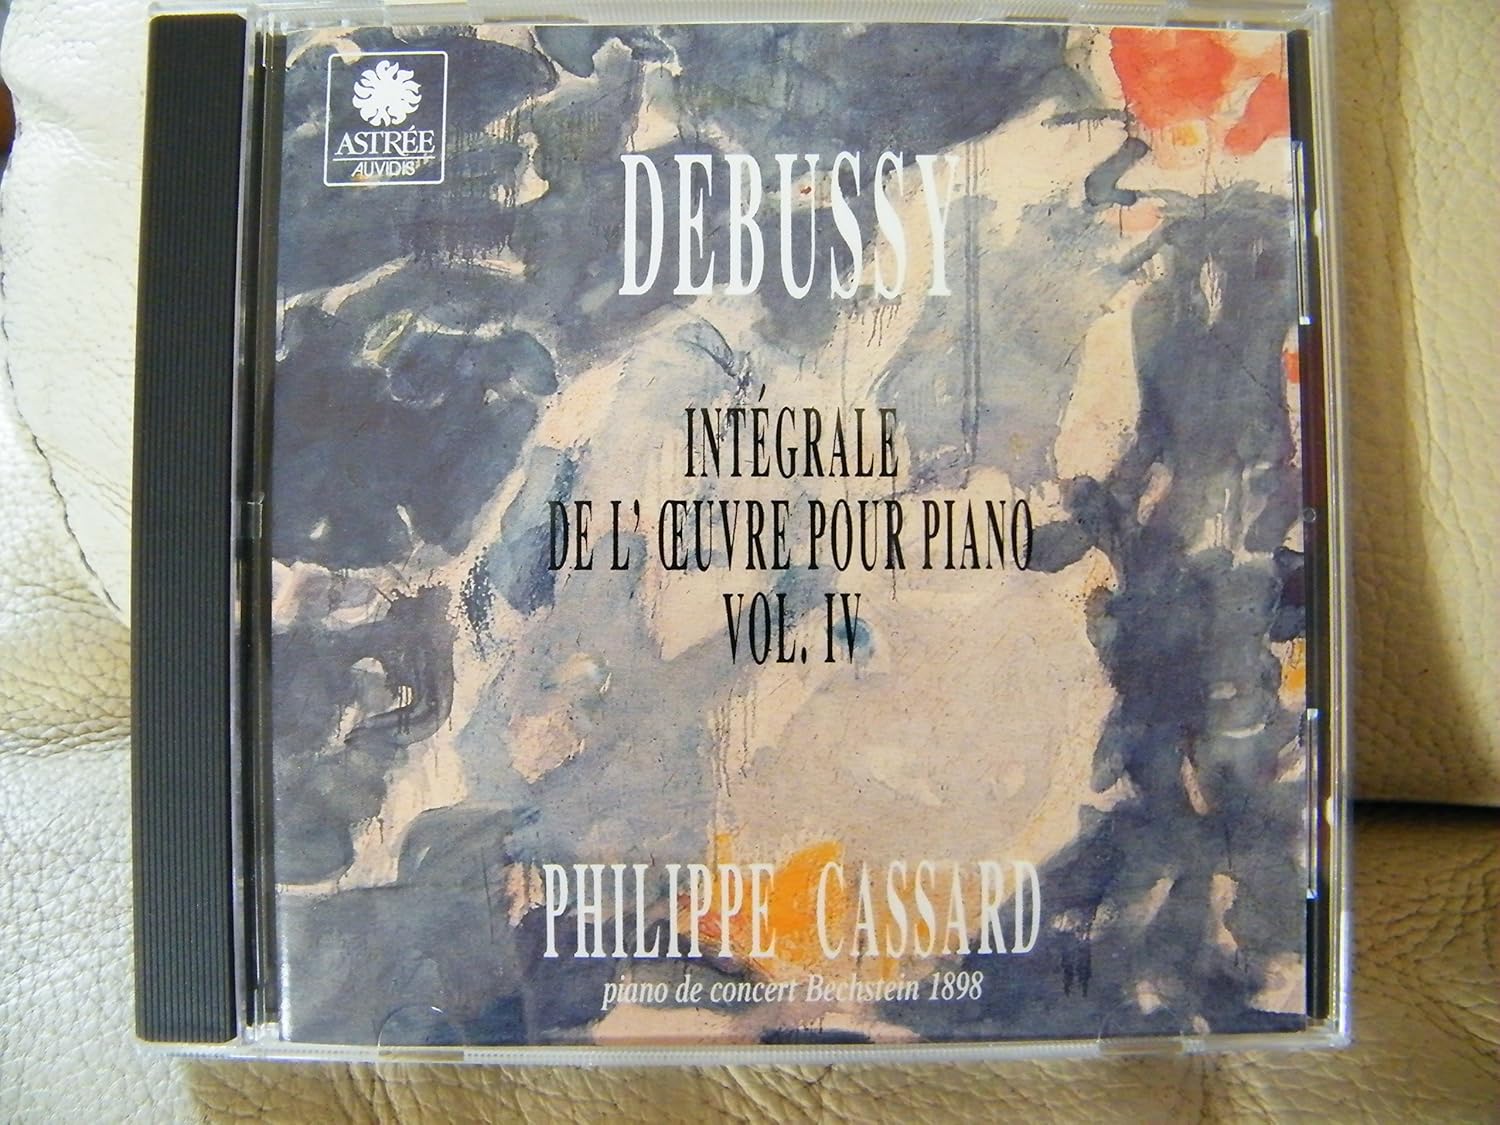 ASTRÉE
AUVIDIS
DEBUSSY
INTÉGRALE
DE L' ŒUVRE POUR PIANO
VOL. IV
PHILIPPE CASSARD
piano de concert Bechstein 1898